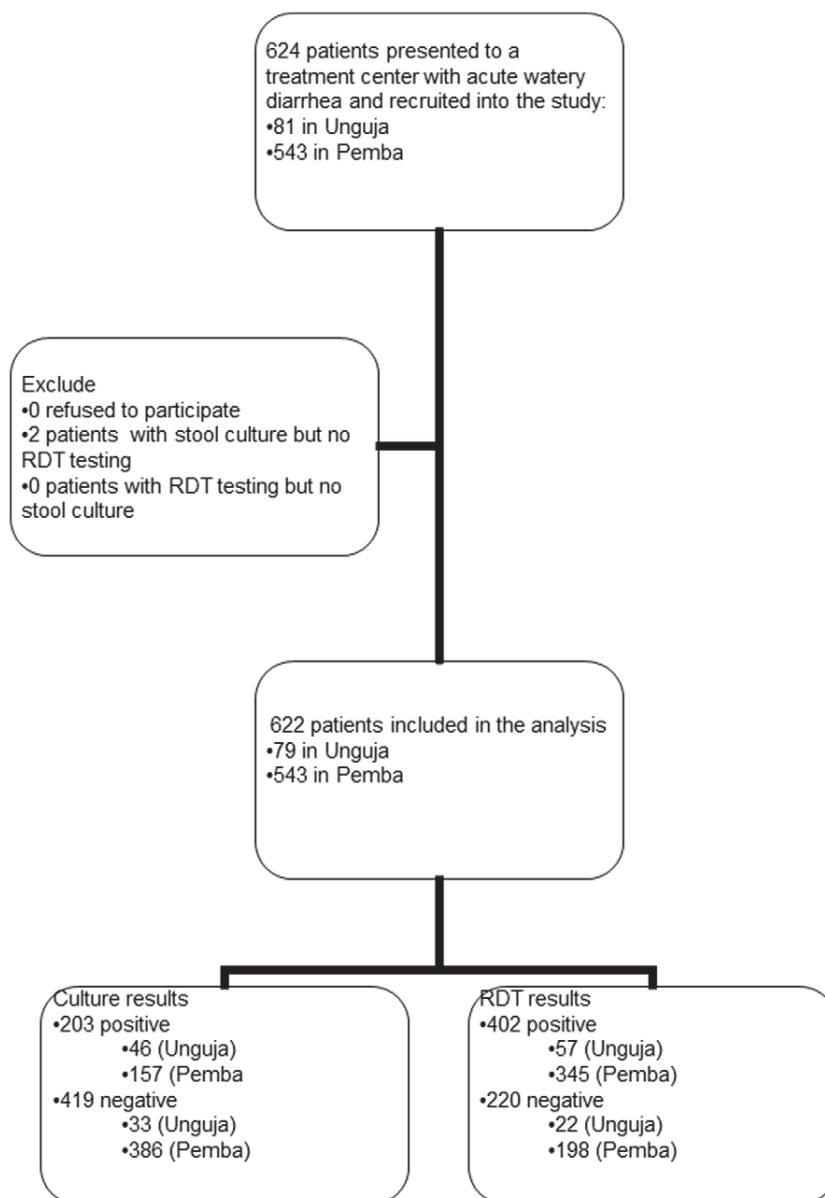 624 patients presented to a
treatment center with acute watery
diarrhea and recruited into the study:
•81 in Unguja
•543 in Pemba
Exclude
•0 refused to participate
•2 patients with stool culture but no
RDT testing
•0 patients with RDT testing but no
stool culture
622 patients included in the analysis
•79 in Unguja
•543 in Pemba
Culture results
•203 positive
•46 (Unguja)
•157 (Pemba
•419 negative
•33 (Unguja)
•386 (Pemba)
RDT results
•402 positive
•57 (Unguja)
•345 (Pemba)
•220 negative
•22 (Unguja)
•198 (Pemba)